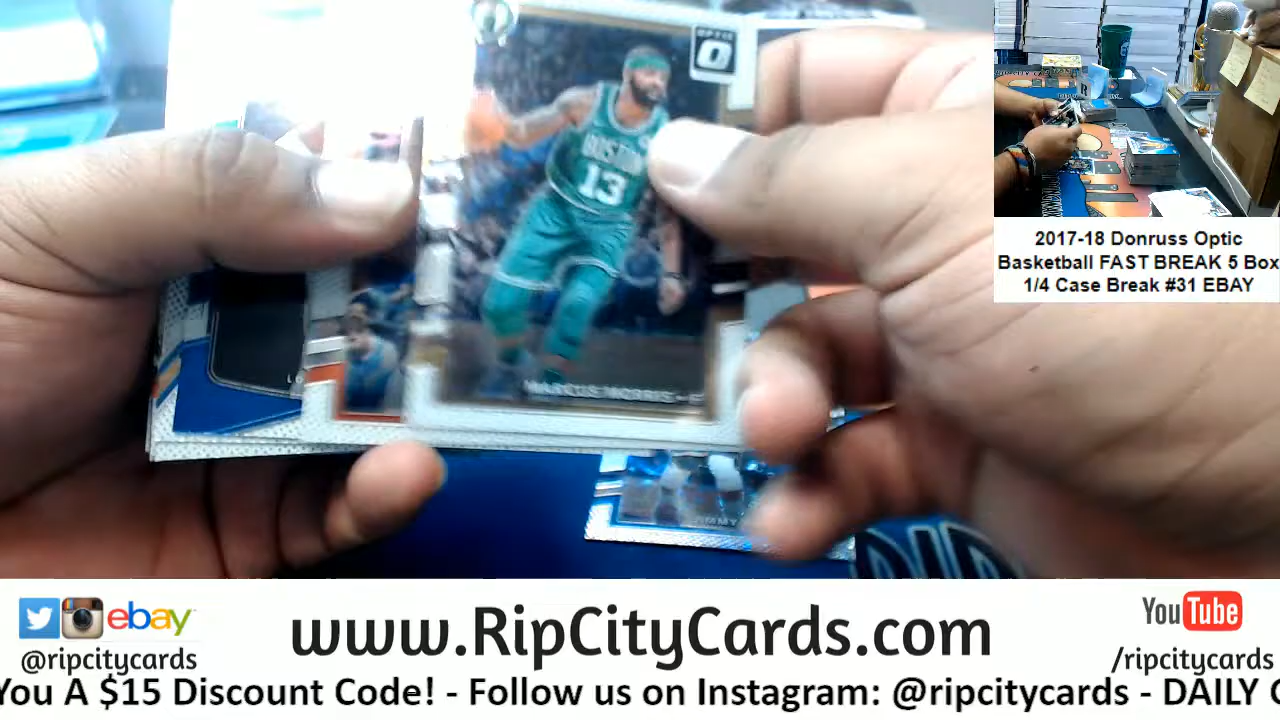 OPTIC
BOSTON
13
MARCUS MORRIS
2017-18 Donruss Optic
Basketball FAST BREAK 5 Box
1/4 Case Break #31 EBAY
ebay
@ripcitycards
www.RipCityCards.com
YouTube
/ripcitycards
You A $15 Discount Code! - Follow us on Instagram: @ripcitycards - DAILY